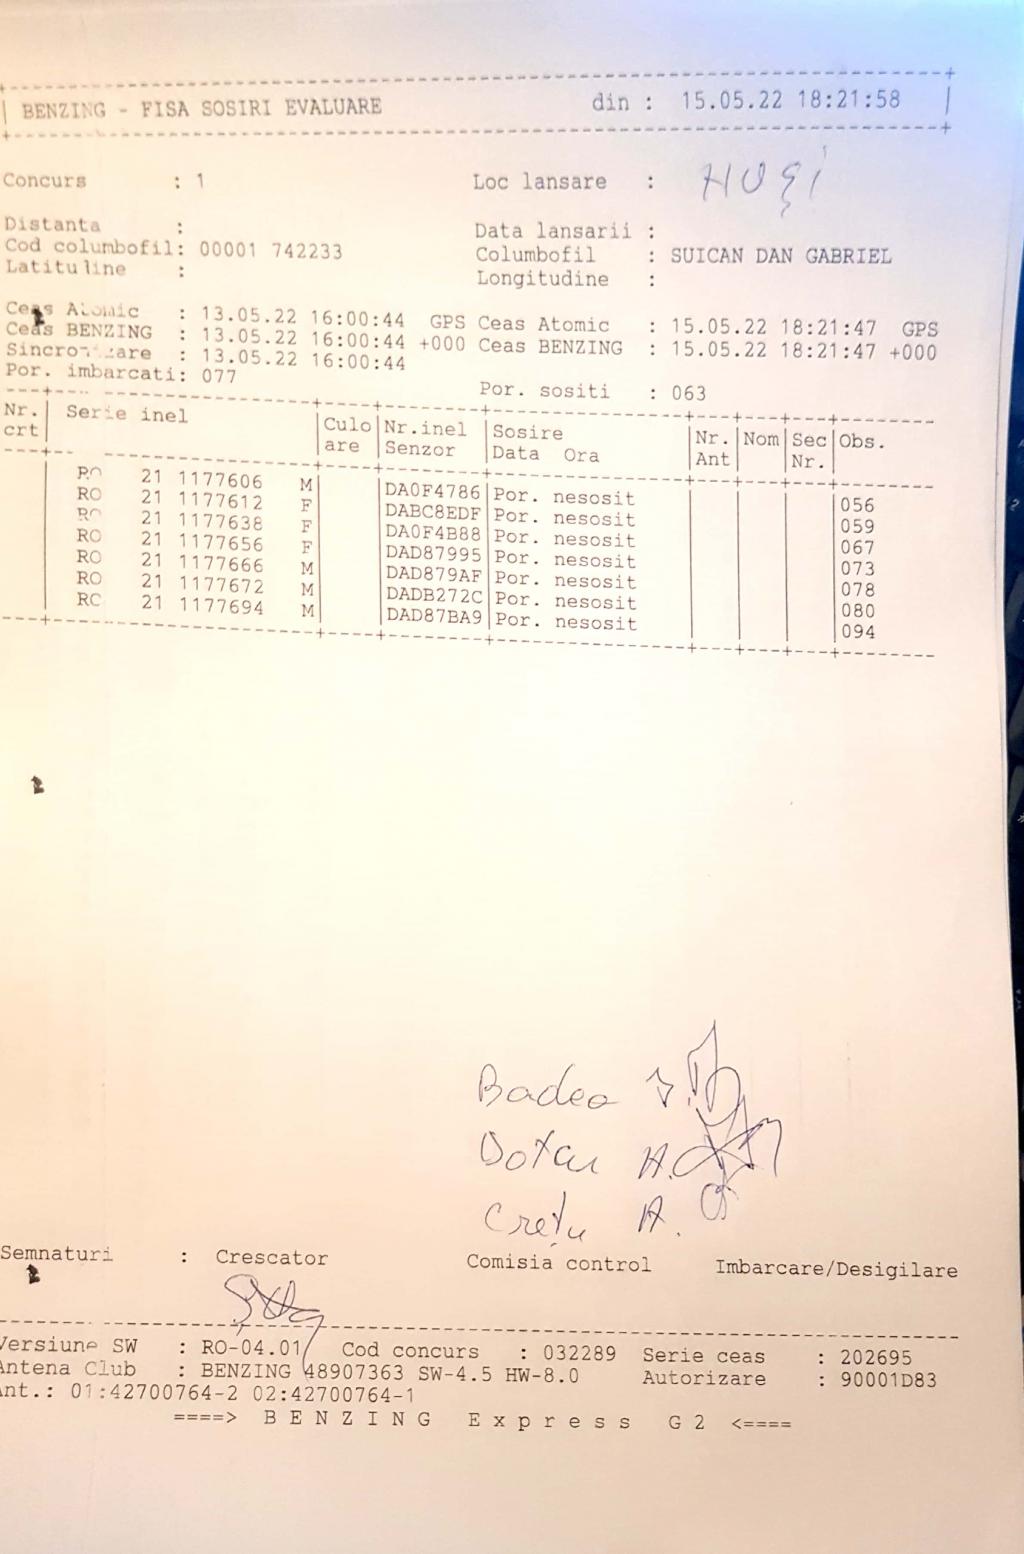 BENZING - FISA SOSIRI EVALUARE din : 15.05.22 18:21:58
Concurs : 1 Loc lansare : HUȘI
Distanta : Data lansarii :
Cod columbofil: 00001 742233 Columbofil : SUICAN DAN GABRIEL
Latitudine : Longitudine :
Ceas Atomic : 13.05.22 16:00:44 GPS Ceas Atomic : 15.05.22 18:21:47 GPS
Ceas BENZING : 13.05.22 16:00:44 +000 Ceas BENZING : 15.05.22 18:21:47 +000
Sincronizare : 13.05.22 16:00:44
Por. imbarcati: 077 Por. sositi : 063
Nr. Serie inel Culo Nr.inel Sosire Nr. Nom Sec Obs.
crt are Senzor Data Ora Ant Nr.
RO 21 1177606 M DA0F4786 Por. nesosit 056
RO 21 1177612 F DABC8EDF Por. nesosit 059
RO 21 1177638 F DA0F4B88 Por. nesosit 067
RO 21 1177656 F DAD87995 Por. nesosit 073
RO 21 1177666 M DAD879AF Por. nesosit 078
RO 21 1177672 M DADB272C Por. nesosit 080
RO 21 1177694 M DAD87BA9 Por. nesosit 094
Badea
A.
Crețu A.
Semnaturi : Crescator Comisia control Imbarcare/Desigilare
Versiune SW : RO-04.01 Cod concurs : 032289 Serie ceas : 202695
Antena Club : BENZING 48907363 SW-4.5 HW-8.0 Autorizare : 90001D83
Ant.: 01:42700764-2 02:42700764-1
====> B E N Z I N G E x p r e s s G 2 <====